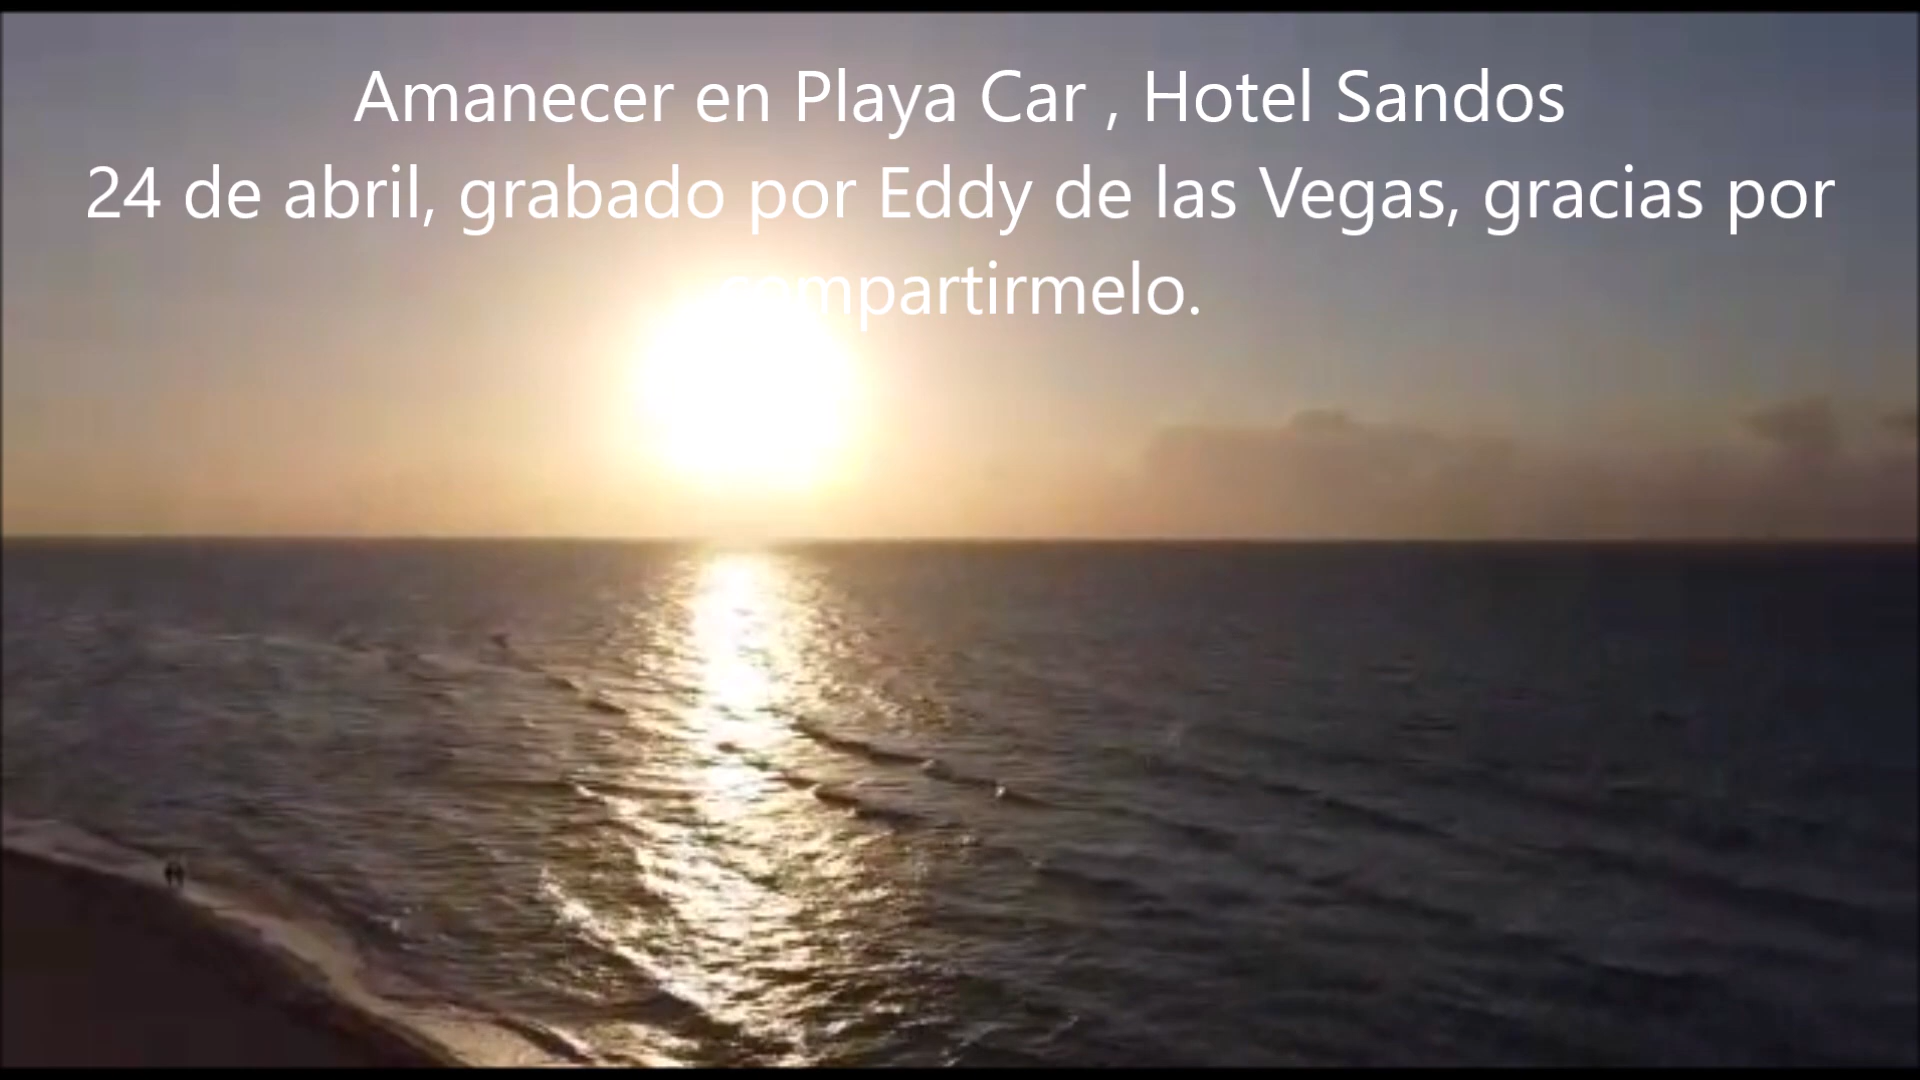 Amanecer en Playa Car , Hotel Sandos
24 de abril, grabado por Eddy de las Vegas, gracias por
compartirmelo.